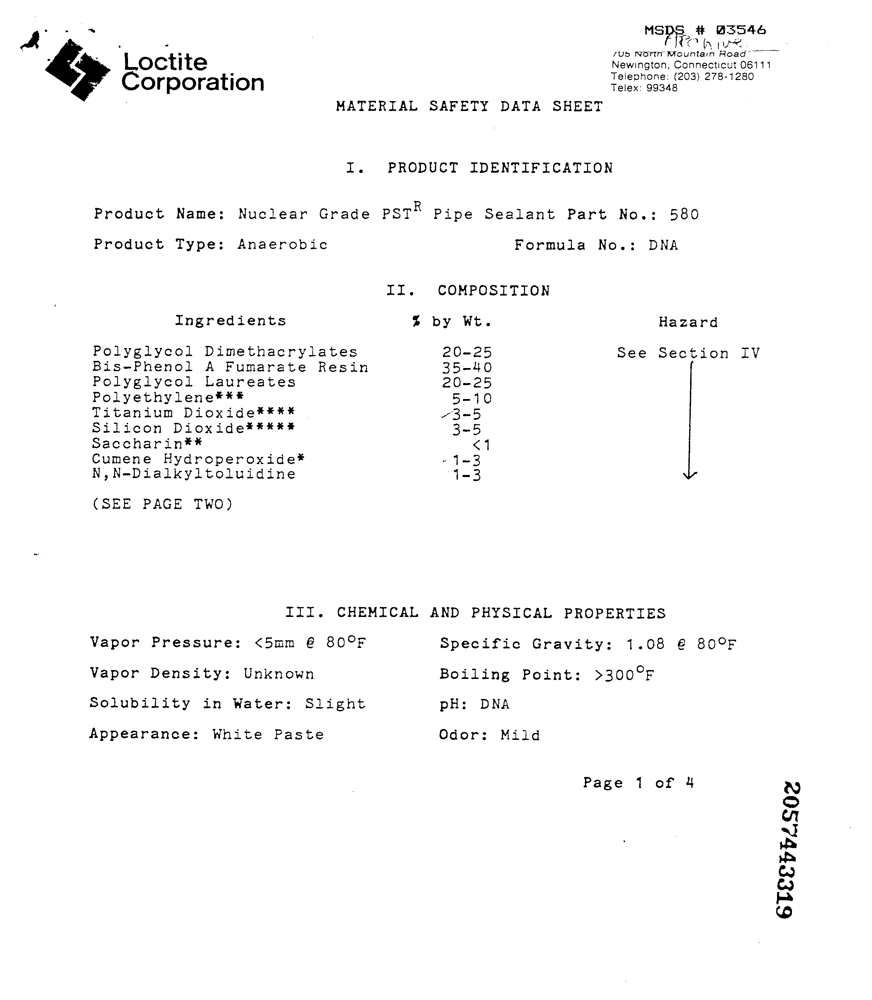 MSDS # 03546
Archive
Loctite
Corporation
705 North Mountain Road
Newington, Connecticut 06111
Telephone: (203) 278-1280
Telex: 99348
MATERIAL SAFETY DATA SHEET
I. PRODUCT IDENTIFICATION
Product Name: Nuclear Grade PST^R Pipe Sealant Part No.: 580
Product Type: Anaerobic Formula No.: DNA
II. COMPOSITION
Ingredients % by Wt. Hazard
Polyglycol Dimethacrylates 20-25 See Section IV
Bis-Phenol A Fumarate Resin 35-40
Polyglycol Laureates 20-25
Polyethylene*** 5-10
Titanium Dioxide**** 3-5
Silicon Dioxide***** 3-5
Saccharin** <1
Cumene Hydroperoxide* 1-3
N,N-Dialkyltoluidine 1-3
(SEE PAGE TWO)
III. CHEMICAL AND PHYSICAL PROPERTIES
Vapor Pressure: <5mm @ 80°F Specific Gravity: 1.08 @ 80°F
Vapor Density: Unknown Boiling Point: >300°F
Solubility in Water: Slight pH: DNA
Appearance: White Paste Odor: Mild
Page 1 of 4
2057443319